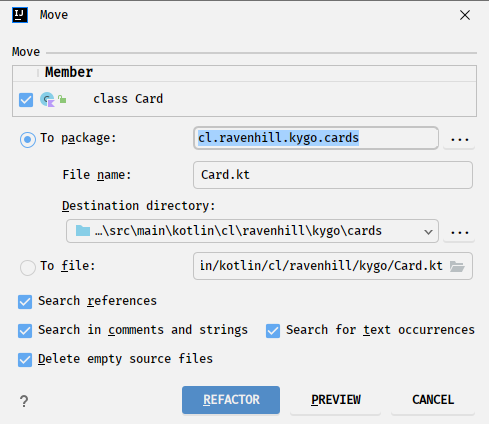 IJ Move
Move
Member
class Card
To package: cl.ravenhill.kygo.cards ...
File name: Card.kt
Destination directory:
...\src\main\kotlin\cl\ravenhill\kygo\cards ...
To file: in/kotlin/cl/ravenhill/kygo/Card.kt
Search references
Search in comments and strings Search for text occurrences
Delete empty source files
? REFACTOR PREVIEW CANCEL